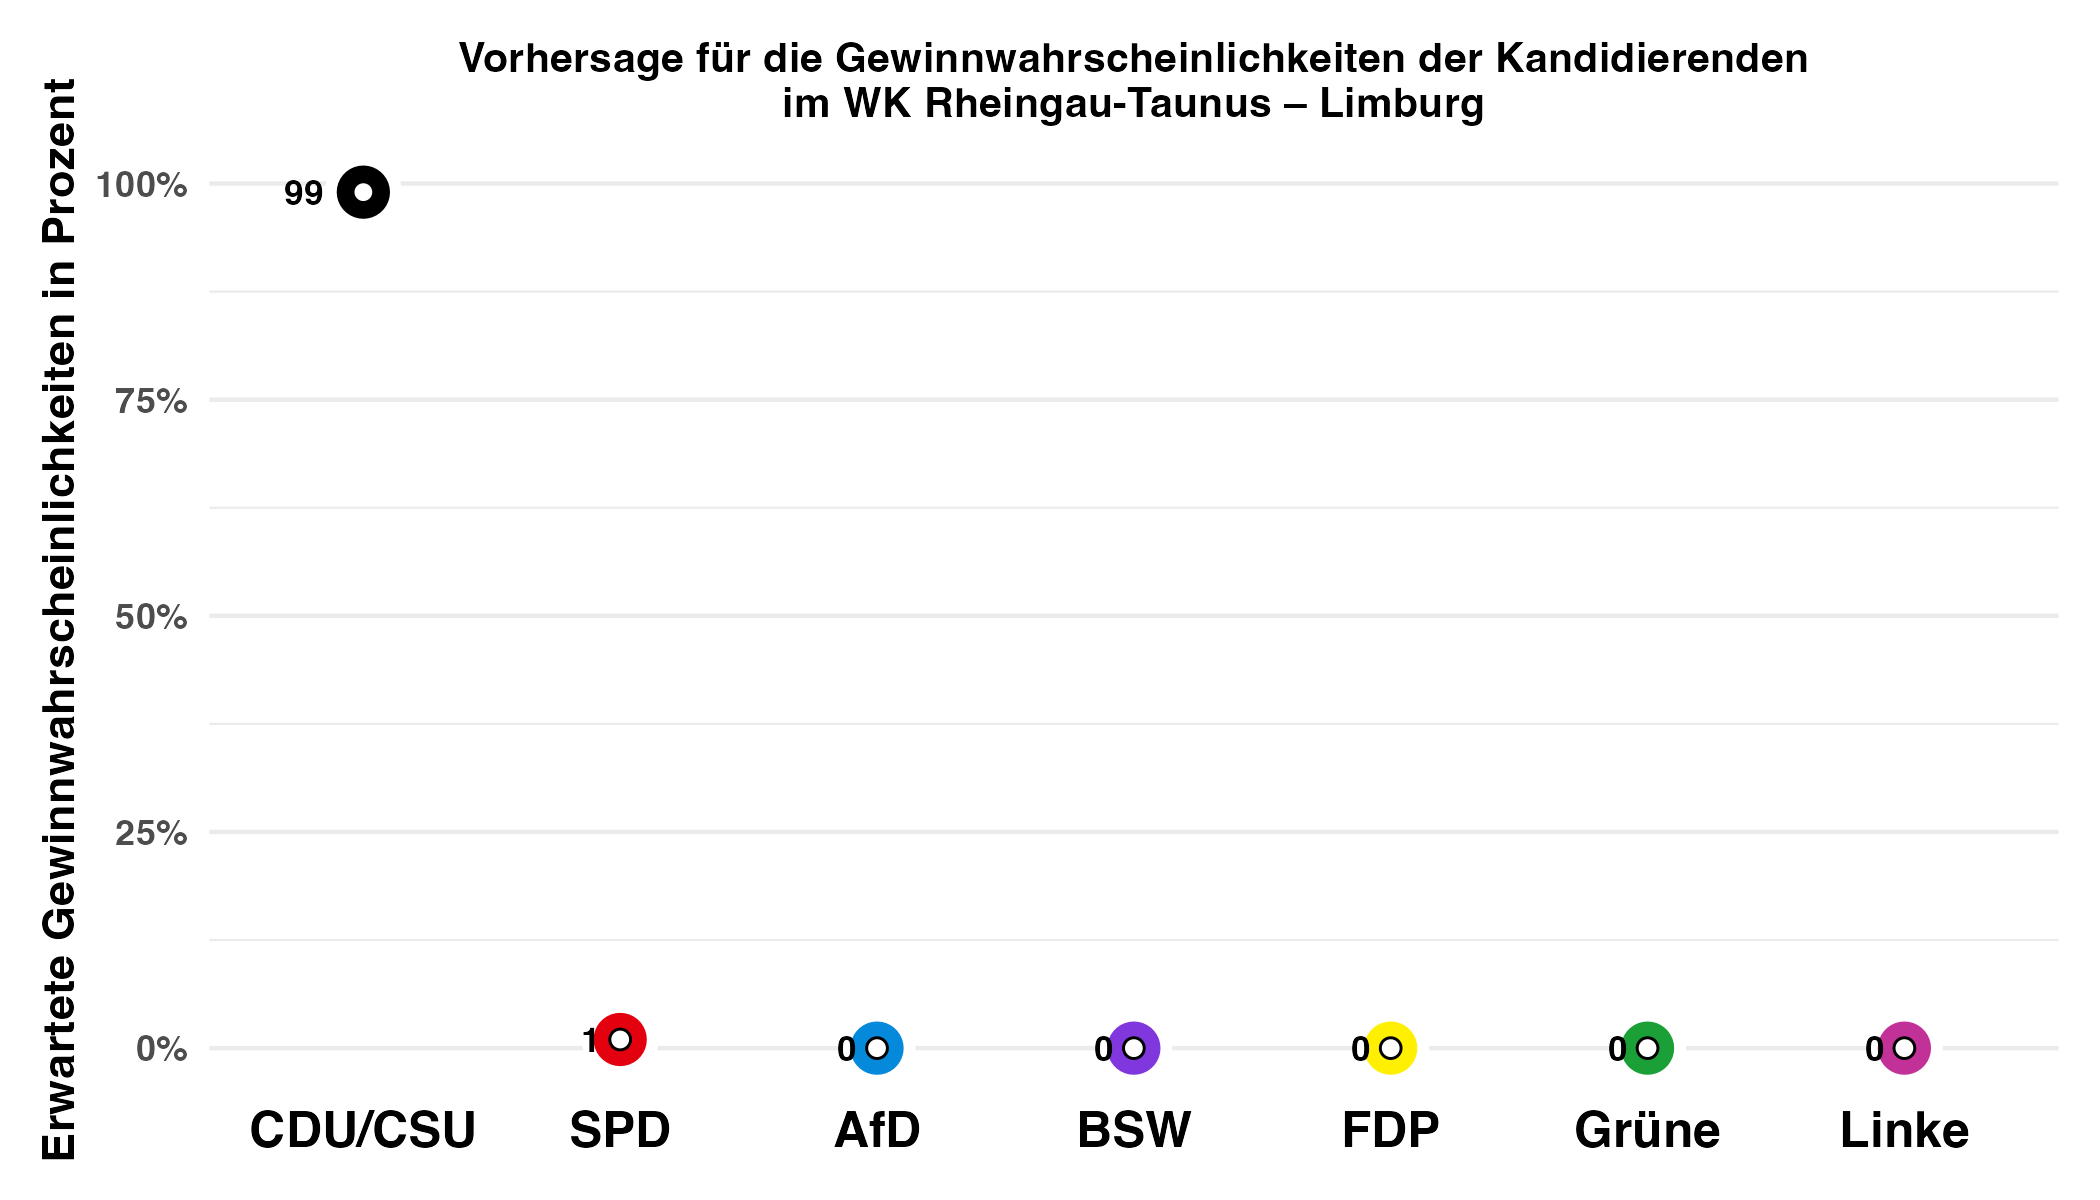 Vorhersage für die Gewinnwahrscheinlichkeiten der Kandidierenden
im WK Rheingau-Taunus – Limburg
Erwartete Gewinnwahrscheinlichkeiten in Prozent
100%
75%
50%
25%
0%
99
1
0
0
0
0
0
CDU/CSU
SPD
AfD
BSW
FDP
Grüne
Linke